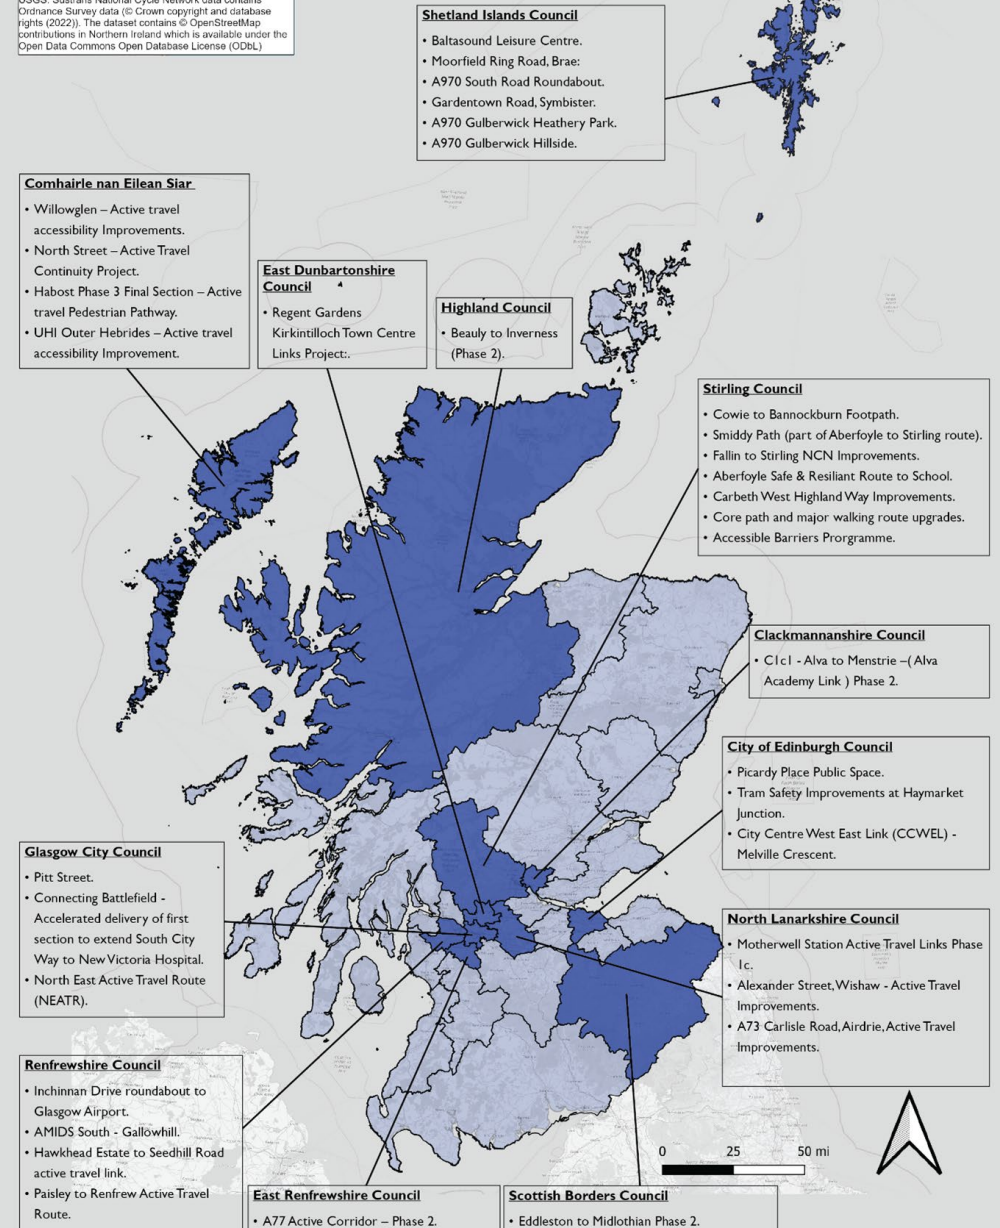 USGS. Sustrans National Cycle Network data contains
Ordnance Survey data (© Crown copyright and database
rights (2022)). The dataset contains © OpenStreetMap
contributions in Northern Ireland which is available under the
Open Data Commons Open Database License (ODbL)
Shetland Islands Council
• Baltasound Leisure Centre.
• Moorfield Ring Road, Brae:
• A970 South Road Roundabout.
• Gardentown Road, Symbister.
• A970 Gulberwick Heathery Park.
• A970 Gulberwick Hillside.
Comhairle nan Eilean Siar
• Willowglen – Active travel
accessibility Improvements.
• North Street – Active Travel
Continuity Project.
• Habost Phase 3 Final Section – Active
travel Pedestrian Pathway.
• UHI Outer Hebrides – Active travel
accessibility Improvement.
East Dunbartonshire
Council
• Regent Gardens
Kirkintilloch Town Centre
Links Project:.
Highland Council
• Beauly to Inverness
(Phase 2).
Stirling Council
• Cowie to Bannockburn Footpath.
• Smiddy Path (part of Aberfoyle to Stirling route).
• Fallin to Stirling NCN Improvements.
• Aberfoyle Safe & Resiliant Route to School.
• Carbeth West Highland Way Improvements.
• Core path and major walking route upgrades.
• Accessible Barriers Prorgramme.
Clackmannanshire Council
• C1c1 - Alva to Menstrie –( Alva
Academy Link ) Phase 2.
City of Edinburgh Council
• Picardy Place Public Space.
• Tram Safety Improvements at Haymarket
Junction.
• City Centre West East Link (CCWEL) -
Melville Crescent.
Glasgow City Council
• Pitt Street.
• Connecting Battlefield -
Accelerated delivery of first
section to extend South City
Way to New Victoria Hospital.
• North East Active Travel Route
(NEATR).
North Lanarkshire Council
• Motherwell Station Active Travel Links Phase
1c.
• Alexander Street, Wishaw - Active Travel
Improvements.
• A73 Carlisle Road, Airdrie, Active Travel
Improvements.
Renfrewshire Council
• Inchinnan Drive roundabout to
Glasgow Airport.
• AMIDS South - Gallowhill.
• Hawkhead Estate to Seedhill Road
active travel link.
• Paisley to Renfrew Active Travel
Route.
0 25 50 mi
East Renfrewshire Council
• A77 Active Corridor – Phase 2.
Scottish Borders Council
• Eddleston to Midlothian Phase 2.